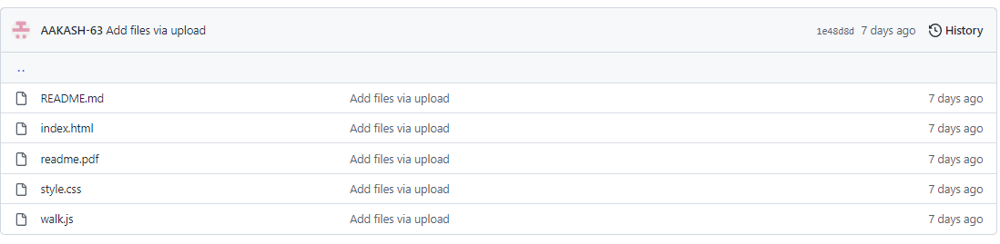 AAKASH-63 Add files via upload 1e48d8d 7 days ago History
..
README.md Add files via upload 7 days ago
index.html Add files via upload 7 days ago
readme.pdf Add files via upload 7 days ago
style.css Add files via upload 7 days ago
walk.js Add files via upload 7 days ago